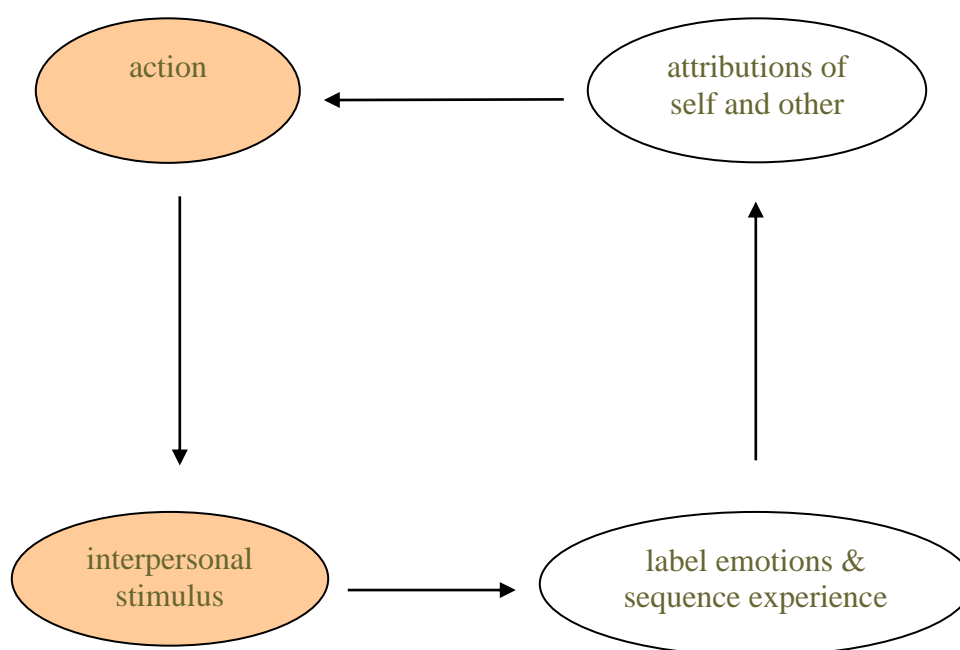 action
attributions of
self and other
interpersonal
stimulus
label emotions &
sequence experience